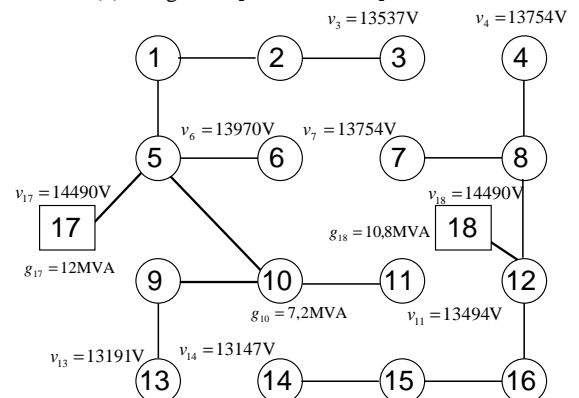 v₃ = 13537V
v₄ = 13754V
1
2
3
4
v₆ = 13970V
v₇ = 13754V
5
6
7
8
v₁₇ = 14490V
v₁₈ = 14490V
17
18
g₁₈ = 10,8MVA
g₁₇ = 12MVA
9
10
11
12
g₁₀ = 7,2MVA
v₁₁ = 13494V
v₁₃ = 13191V
v₁₄ = 13147V
13
14
15
16